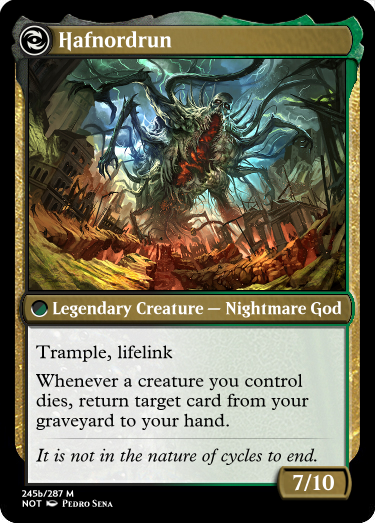 Hafnordrun
Legendary Creature — Nightmare God
Trample, lifelink
Whenever a creature you control
dies, return target card from your
graveyard to your hand.
It is not in the nature of cycles to end.
7/10
245b/287 M
NOT Pedro Sena